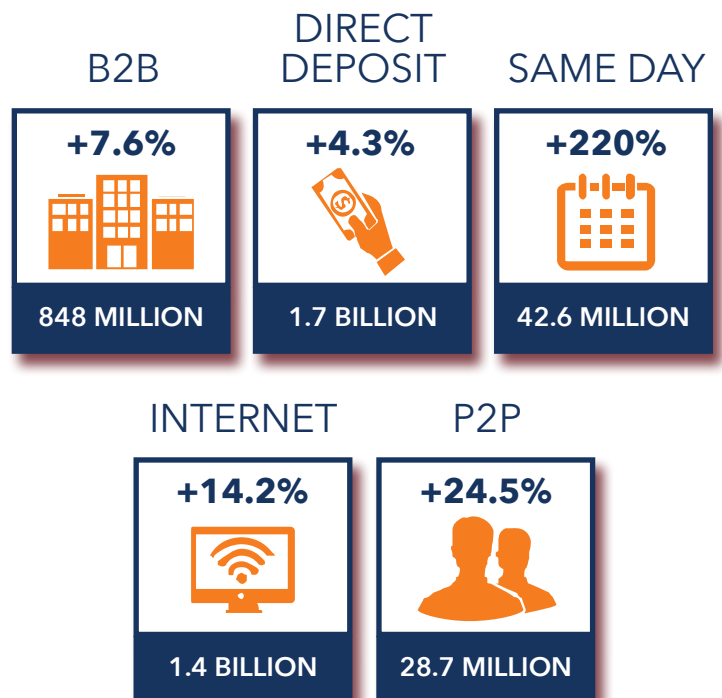 B2B
DIRECT
DEPOSIT
SAME DAY
+7.6%
+4.3%
+220%
848 MILLION
1.7 BILLION
42.6 MILLION
INTERNET
P2P
+14.2%
+24.5%
1.4 BILLION
28.7 MILLION